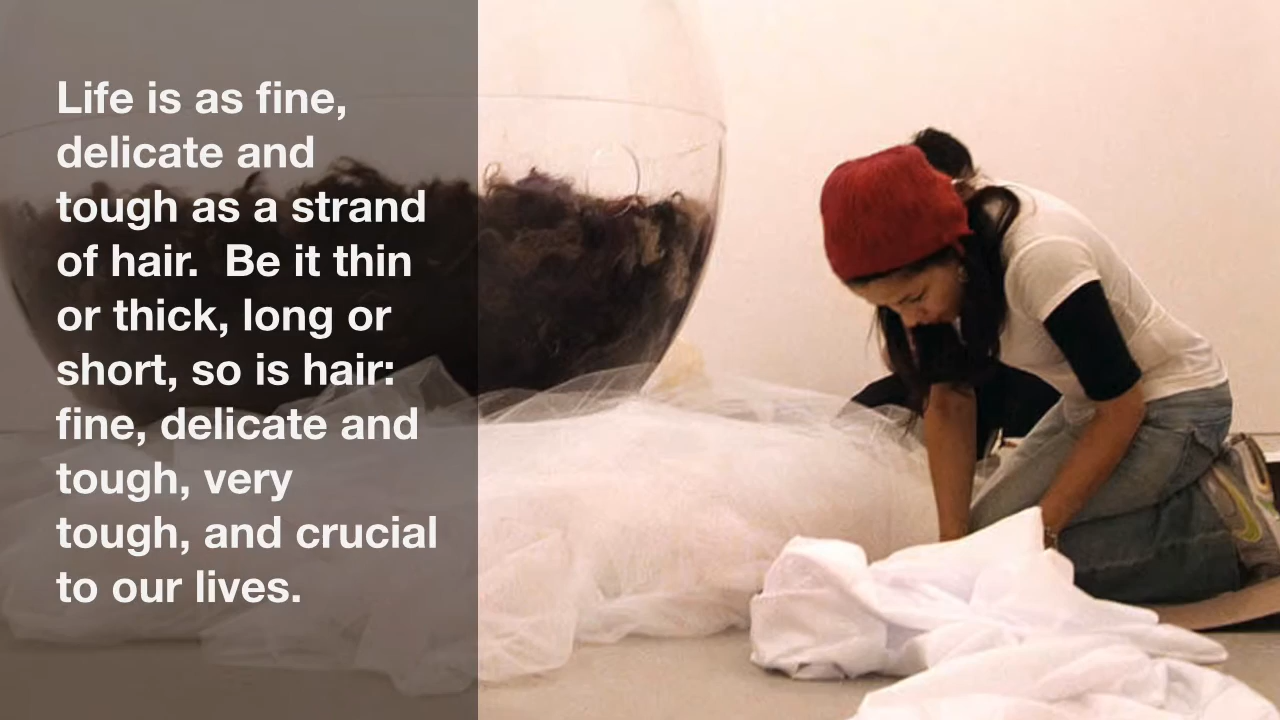 Life is as fine,
delicate and
tough as a strand
of hair.  Be it thin
or thick, long or
short, so is hair:
fine, delicate and
tough, very
tough, and crucial
to our lives.